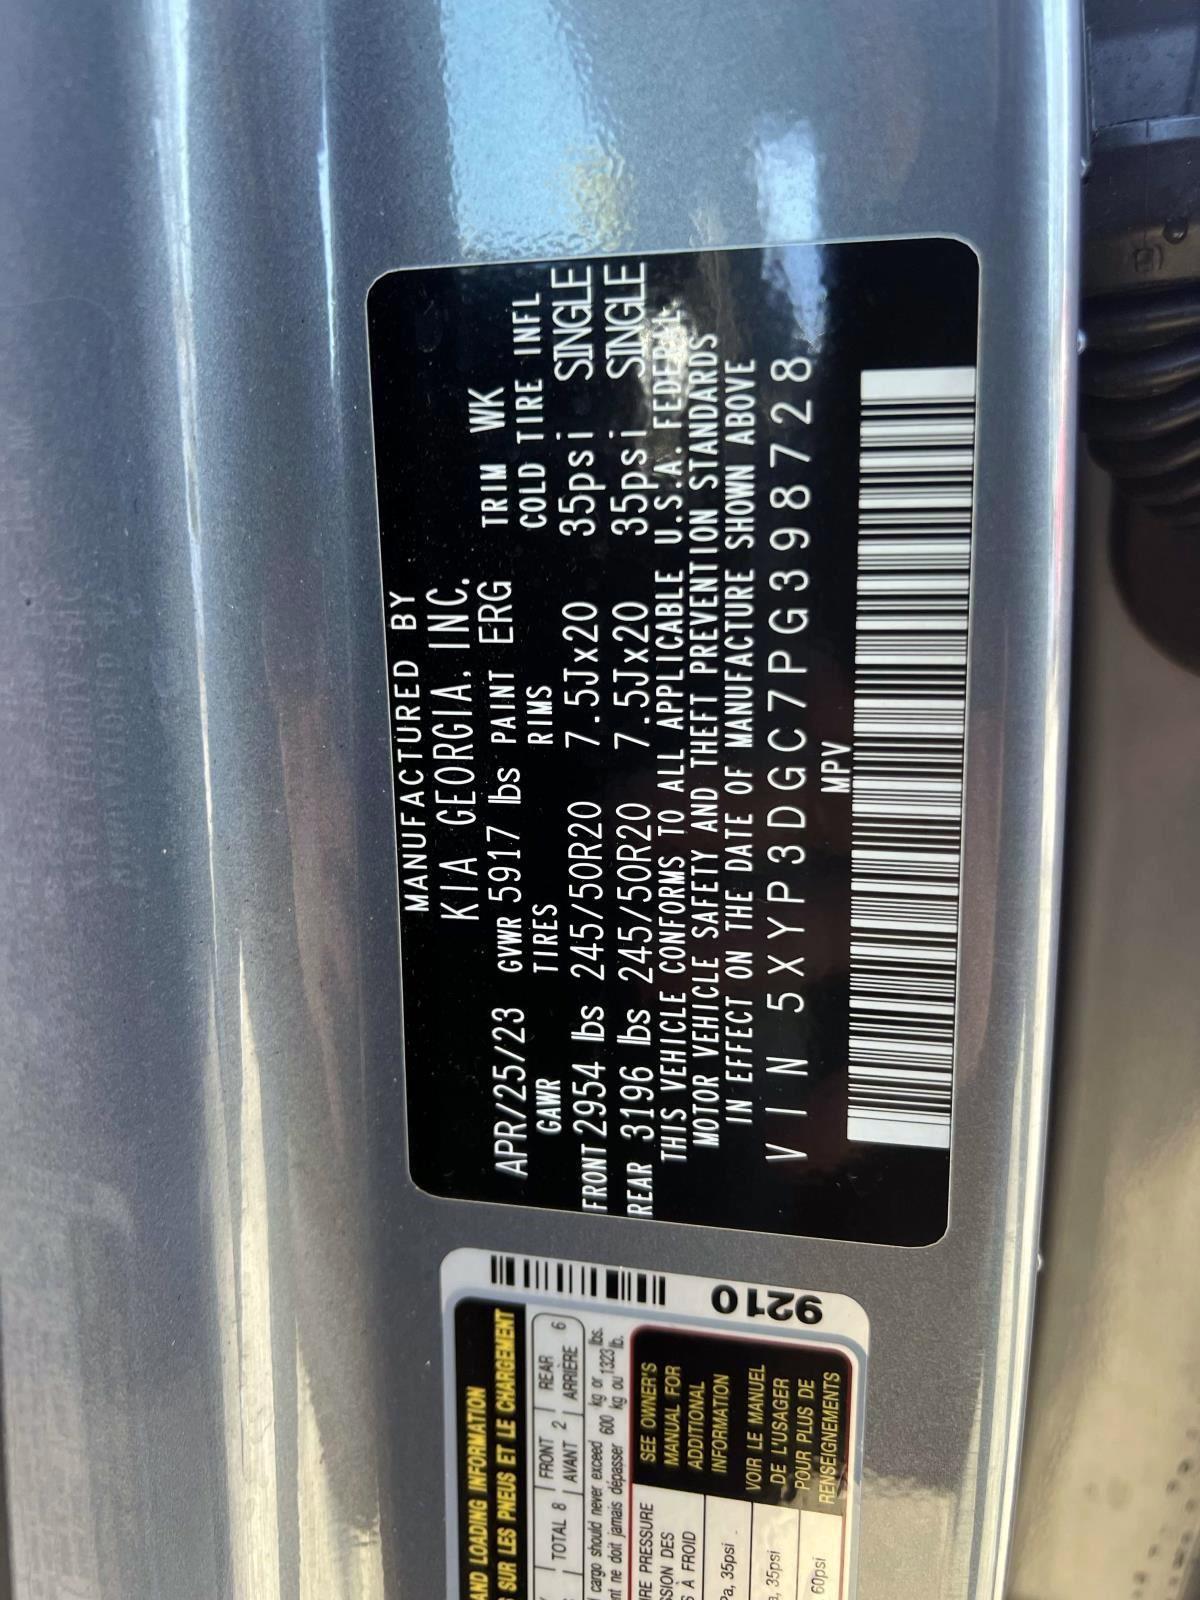 MANUFACTURED BY
KIA GEORGIA, INC.
APR/25/23 GVWR 5917 lbs PAINT ERG TRIM WK
GAWR TIRES RIMS COLD TIRE INFL
FRONT 2954 lbs 245/50R20 7.5Jx20 35psi SINGLE
REAR 3196 lbs 245/50R20 7.5Jx20 35psi SINGLE
THIS VEHICLE CONFORMS TO ALL APPLICABLE U.S.A. FEDERAL
MOTOR VEHICLE SAFETY AND THEFT PREVENTION STANDARDS
IN EFFECT ON THE DATE OF MANUFACTURE SHOWN ABOVE
VIN 5XYP3DGC7PG398728
MPV
9210
AND LOADING INFORMATION
SUR LES PNEUS ET LE CHARGEMENT
TOTAL 8 FRONT 2 REAR 6
AVANT ARRIÈRE
cargo should never exceed 600 kg or 1323 lbs.
ne doit jamais dépasser 600 kg ou 1323 lb.
PRESSURE
DES
À FROID
35psi
35psi
60psi
SEE OWNER'S
MANUAL FOR
ADDITIONAL
INFORMATION
VOIR LE MANUEL
DE L'USAGER
POUR PLUS DE
RENSEIGNEMENTS